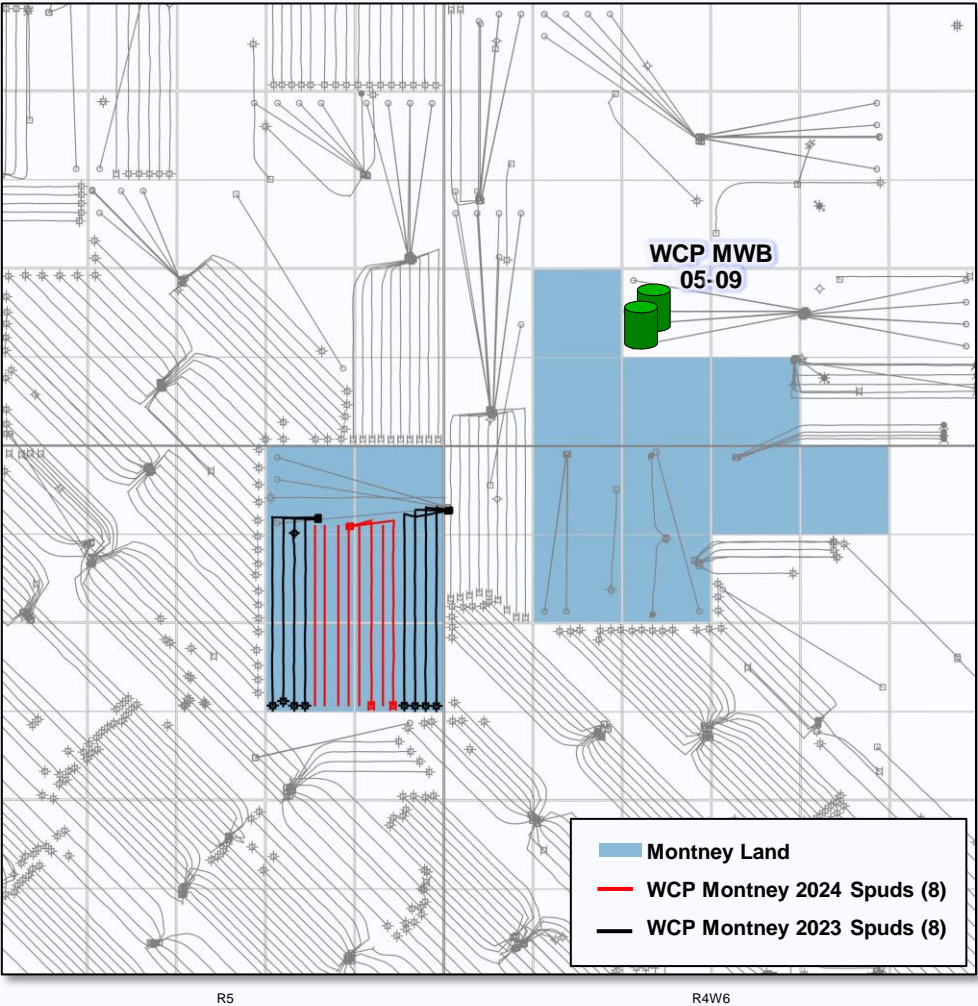 WCP MWB
05-09
Montney Land
WCP Montney 2024 Spuds (8)
WCP Montney 2023 Spuds (8)
R5
R4W6